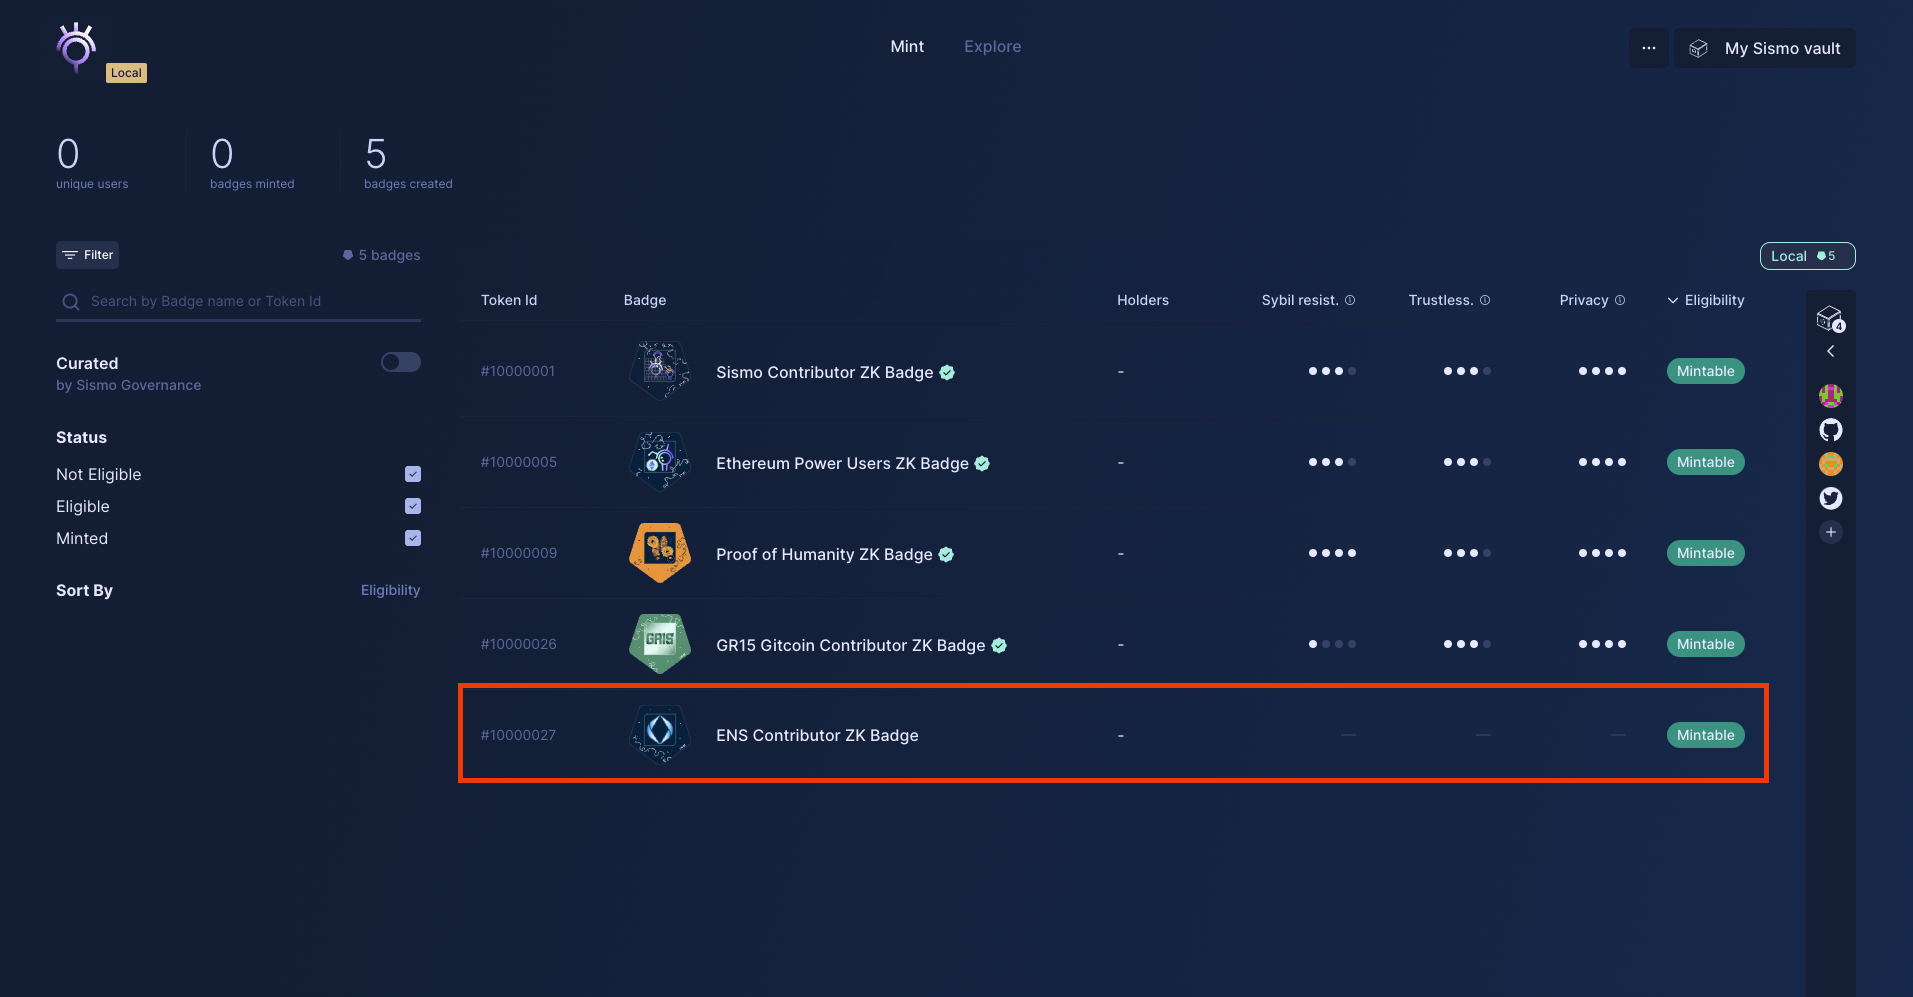 Local
Mint
Explore
...
My Sismo vault
0
unique users
0
badges minted
5
badges created
Filter
5 badges
Local 5
Search by Badge name or Token Id
Curated
by Sismo Governance
Status
Not Eligible
Eligible
Minted
Sort By
Eligibility
Token Id Badge Holders Sybil resist. Trustless. Privacy Eligibility
#10000001 Sismo Contributor ZK Badge - Mintable
#10000005 Ethereum Power Users ZK Badge - Mintable
#10000009 Proof of Humanity ZK Badge - Mintable
#10000026 GR15 GR15 Gitcoin Contributor ZK Badge - Mintable
#10000027 ENS Contributor ZK Badge - — — — Mintable
4